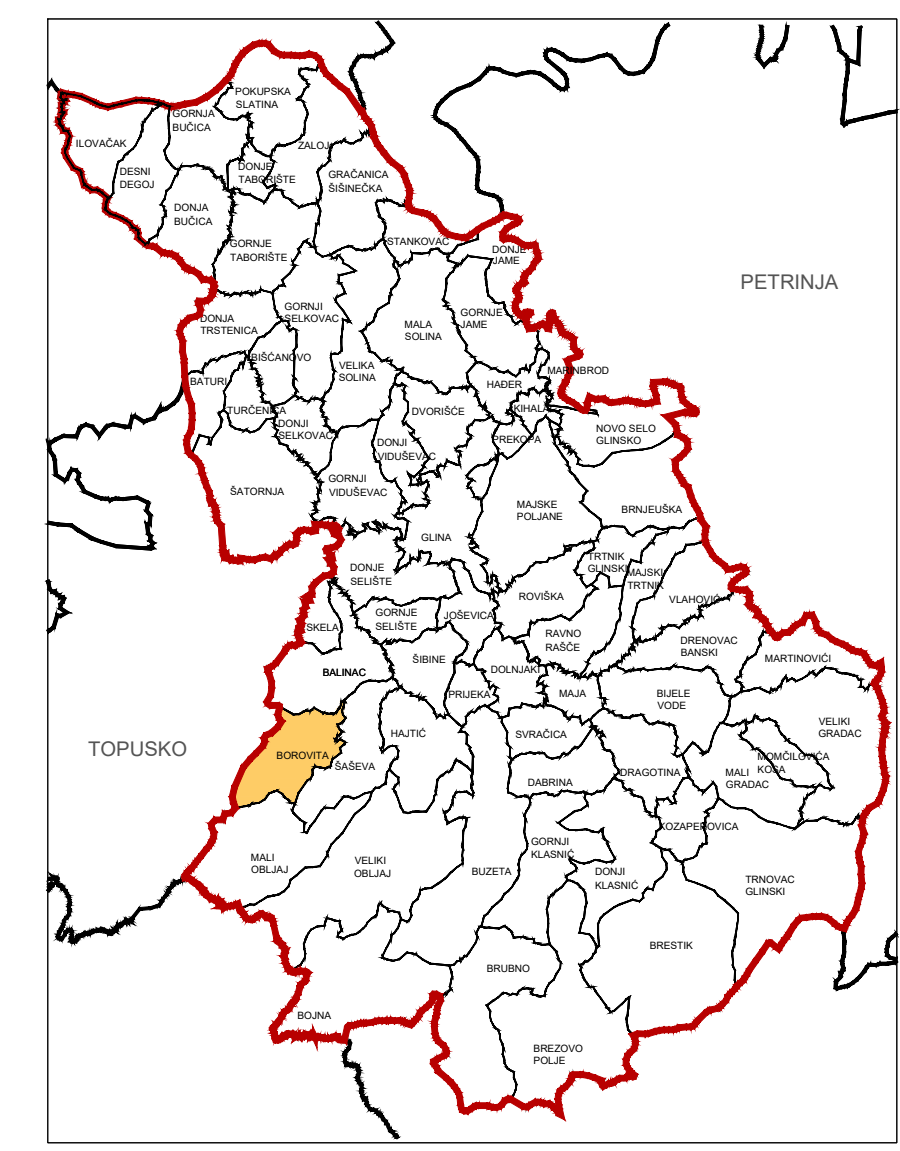 POKUPSKA
SLATINA
GORNJA
BUČICA
ILOVAČAK
ZALOJ
DESNI
DEGOJ
DONJE
TABORIŠTE
GRAČANICA
ŠIŠINEČKA
DONJA
BUČICA
GORNJE
TABORIŠTE
STANKOVAC
DONJE
JAME
PETRINJA
GORNJI
SELKOVAC
DONJA
TRSTENICA
MALA
SOLINA
GORNJE
JAME
BIŠĆANOVO
VELIKA
SOLINA
MARINBROD
BATURI
HAĐER
TURČENICA
DVORIŠĆE
KIHALA
DONJI
SELKOVAC
NOVO SELO
GLINSKO
DONJI
VIDUŠEVAC
PREKOPA
ŠATORNJA
GORNJI
VIDUŠEVAC
MAJSKE
POLJANE
BRNJEUŠKA
GLINA
DONJE
SELIŠTE
TRTNIK
GLINSKI
MAJSKI
TRTNIK
ROVIŠKA
VLAHOVIĆ
GORNJE
SELIŠTE
JOŠEVICA
SKELA
RAVNO
RAŠČE
DRENOVAC
BANSKI
ŠIBINE
MARTINOVIĆI
BALINAC
DOLNJAKI
PRIJEKA
MAJA
BIJELE
VODE
HAJTIĆ
SVRAČICA
VELIKI
GRADAC
TOPUSKO
BOROVITA
ŠAŠEVA
MOMČILOVIĆA
KOSA
DRAGOTINA
MALI
GRADAC
DABRINA
KOZAPEROVICA
GORNJI
KLASNIĆ
MALI
OBLJAJ
VELIKI
OBLJAJ
BUZETA
DONJI
KLASNIĆ
TRNOVAC
GLINSKI
BRESTIK
BRUBNO
BOJNA
BREZOVO
POLJE